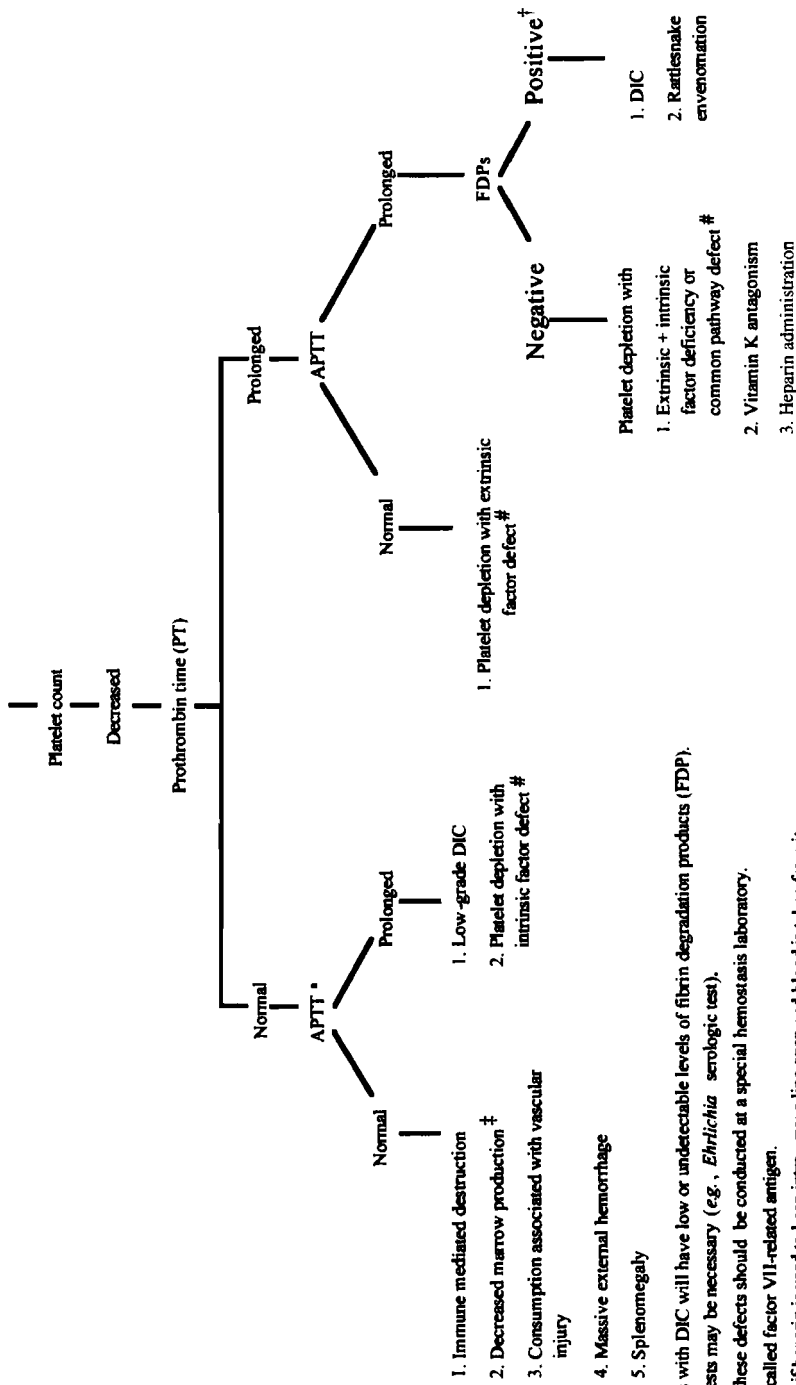 Platelet count
Decreased
Prothrombin time (PT)
Normal
Prolonged
APTT *
APTT
Normal
Prolonged
Normal
Prolonged
1. Immune mediated destruction
2. Decreased marrow production ‡
3. Consumption associated with vascular
injury
4. Massive external hemorrhage
5. Splenomegaly
1. Low-grade DIC
2. Platelet depletion with
intrinsic factor defect #
1. Platelet depletion with extrinsic
factor defect #
FDPs
Negative
Positive †
Platelet depletion with
1. Extrinsic + intrinsic
factor deficiency or
common pathway defect #
2. Vitamin K antagonism
3. Heparin administration
1. DIC
2. Rattlesnake
envenomation
with DIC will have low or undetectable levels of fibrin degradation products (FDP).
ests may be necessary (e.g., Ehrlichia serologic test).
hese defects should be conducted at a special hemostasis laboratory.
called factor VII-related antigen.